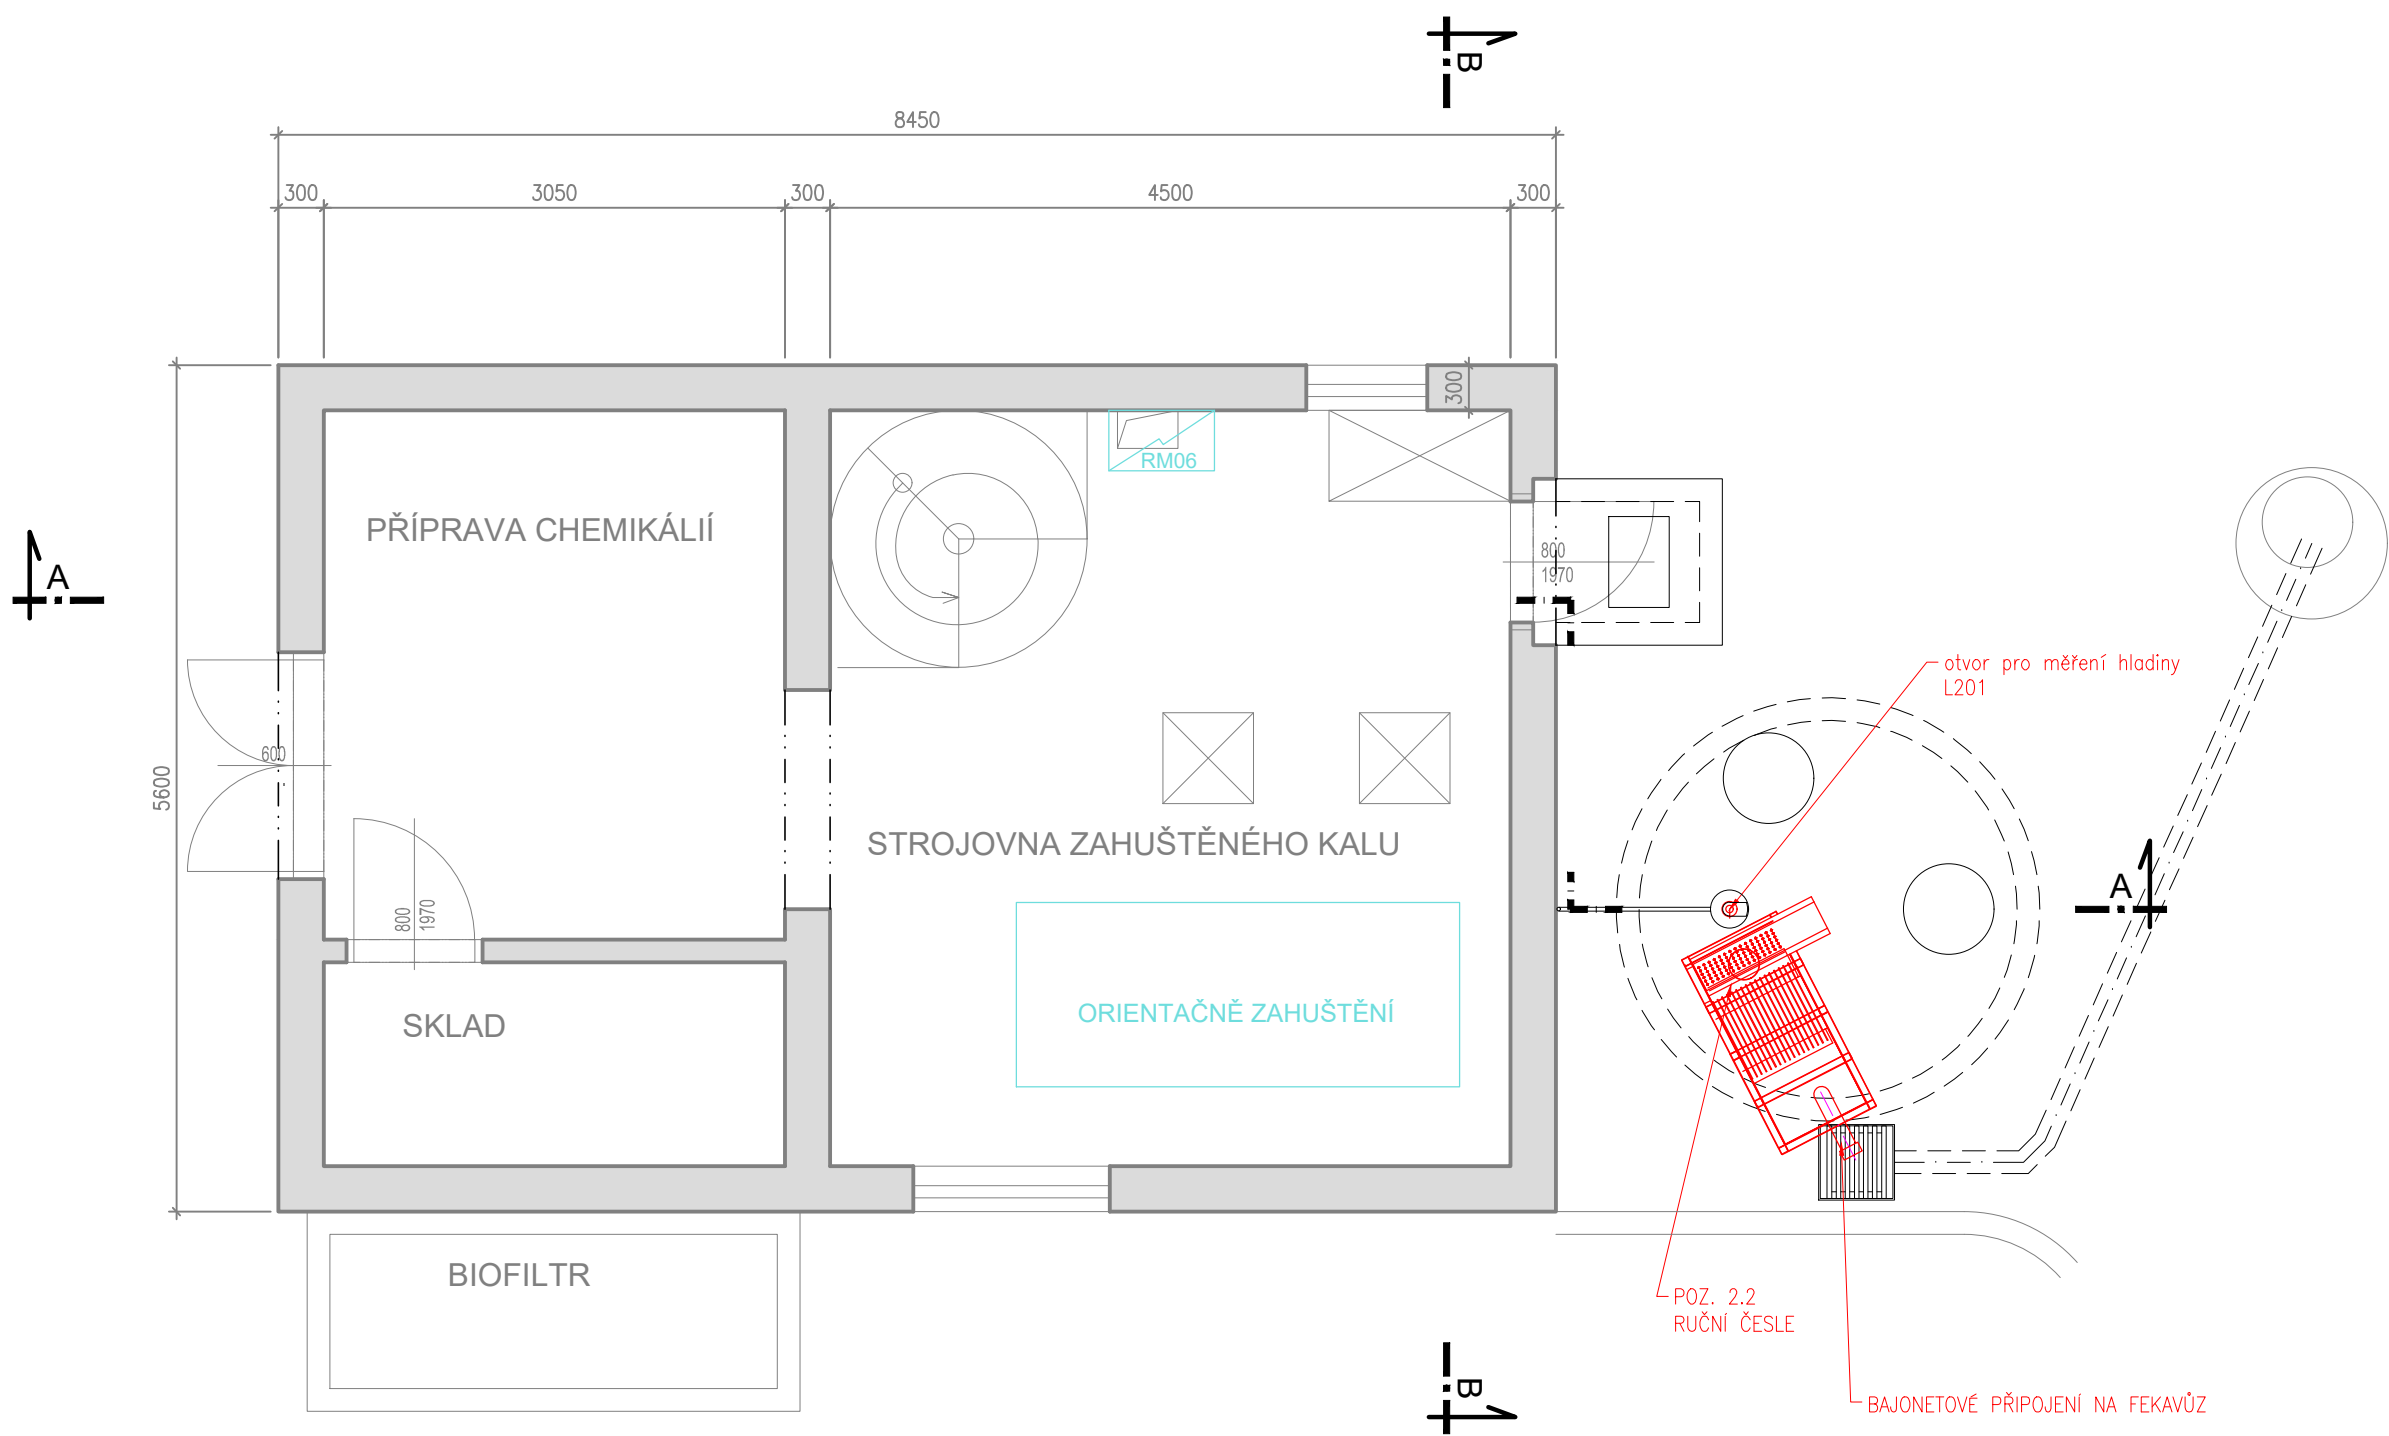 B
8450
300
3050
300
4500
300
300
RM06
PŘÍPRAVA CHEMIKÁLIÍ
800
1970
A
otvor pro měření hladiny
L201
600
5600
STROJOVNA ZAHUŠTĚNÉHO KALU
A
800
1970
ORIENTAČNĚ ZAHUŠTĚNÍ
SKLAD
BIOFILTR
POZ. 2.2
RUČNÍ ČESLE
B
BAJONETOVÉ PŘIPOJENÍ NA FEKAVŮZ